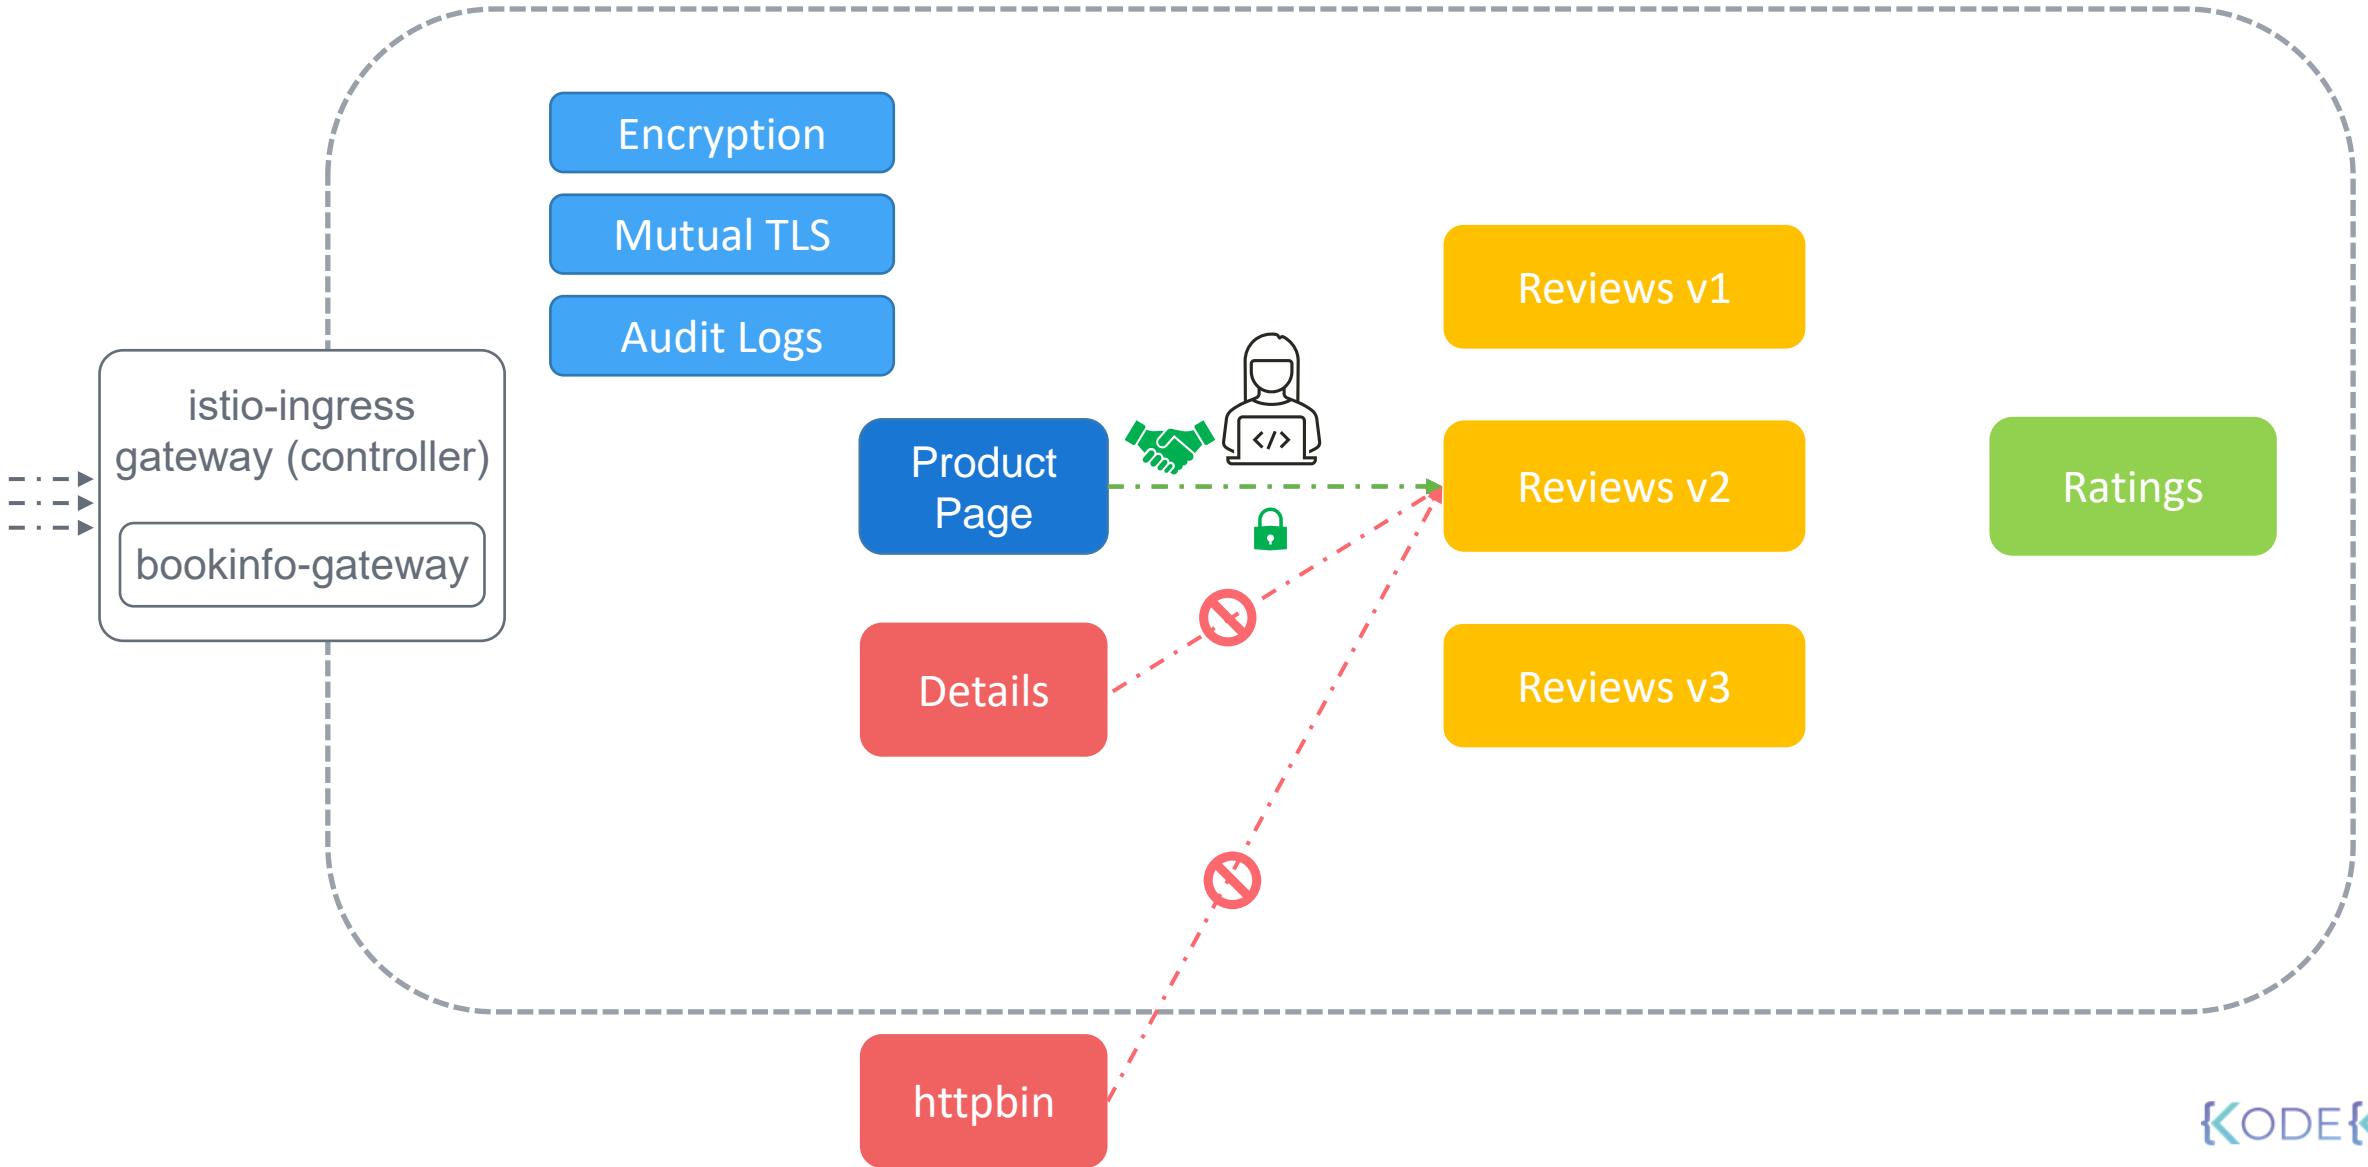 Encryption
Mutual TLS
Audit Logs
istio-ingress
gateway (controller)
bookinfo-gateway
Product
Page
Details
httpbin
</>
Reviews v1
Reviews v2
Reviews v3
Ratings
{KODE{K